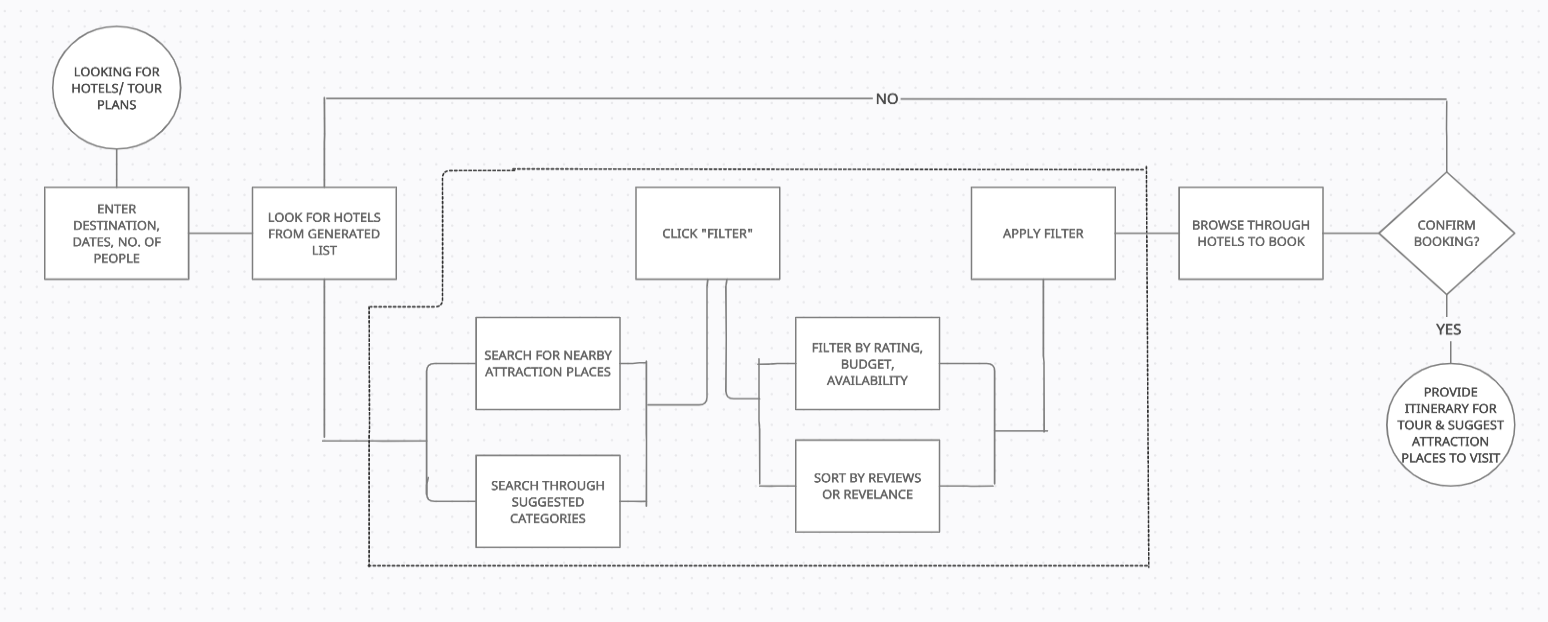 LOOKING FOR
HOTELS/ TOUR
PLANS
ENTER
DESTINATION,
DATES, NO. OF
PEOPLE
LOOK FOR HOTELS
FROM GENERATED
LIST
SEARCH FOR NEARBY
ATTRACTION PLACES
SEARCH THROUGH
SUGGESTED
CATEGORIES
CLICK "FILTER"
FILTER BY RATING,
BUDGET,
AVAILABILITY
SORT BY REVIEWS
OR REVELANCE
APPLY FILTER
BROWSE THROUGH
HOTELS TO BOOK
CONFIRM
BOOKING?
NO
YES
PROVIDE
ITINERARY FOR
TOUR & SUGGEST
ATTRACTION
PLACES TO VISIT